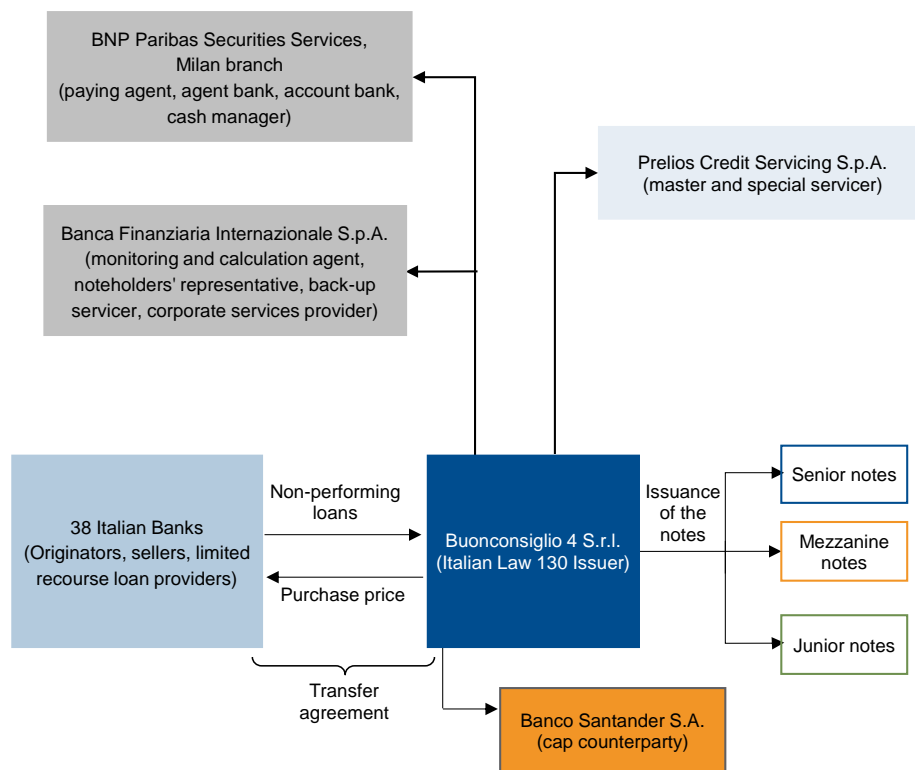 BNP Paribas Securities Services,
Milan branch
(paying agent, agent bank, account bank,
cash manager)
Prelios Credit Servicing S.p.A.
(master and special servicer)
Banca Finanziaria Internazionale S.p.A.
(monitoring and calculation agent,
noteholders' representative, back-up
servicer, corporate services provider)
38 Italian Banks
(Originators, sellers, limited
recourse loan providers)
Non-performing
loans
Purchase price
Transfer
agreement
Buonconsiglio 4 S.r.l.
(Italian Law 130 Issuer)
Issuance
of the
notes
Senior notes
Mezzanine
notes
Junior notes
Banco Santander S.A.
(cap counterparty)